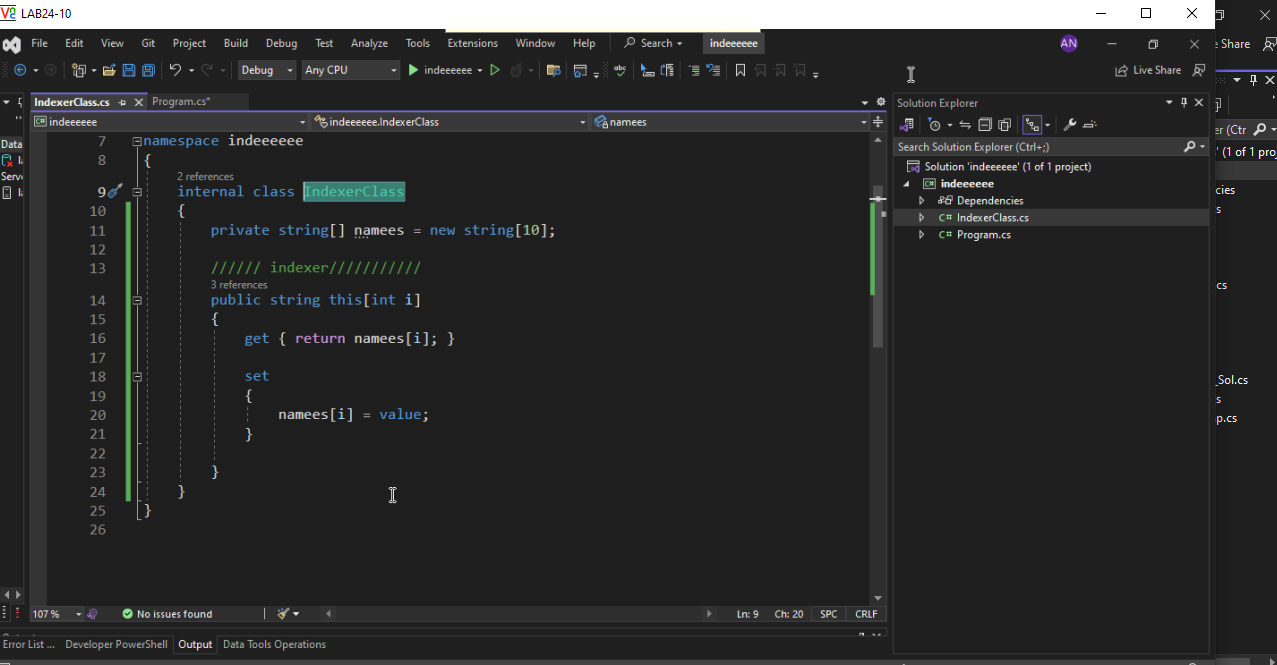 LAB24-10
File Edit View Git Project Build Debug Test Analyze Tools Extensions Window Help Search indeeeeee AN
e Share
Debug Any CPU indeeeeee abc Live Share
IndexerClass.cs Program.cs*
Solution Explorer
C# indeeeeee indeeeeee.IndexerClass namees
Search Solution Explorer (Ctrl+;)
Solution 'indeeeeee' (1 of 1 project)
C# indeeeeee
Dependencies
C# IndexerClass.cs
C# Program.cs
7 namespace indeeeeee
8 {
2 references
9 internal class IndexerClass
10 {
11 private string[] namees = new string[10];
12
13 ////// indexer///////////
3 references
14 public string this[int i]
15 {
16 get { return namees[i]; }
17
18 set
19 {
20 namees[i] = value;
21 }
22
23 }
24 }
25 }
26
Data
Serv
er (Ctr
' (1 of 1 pro
cies
s
cs
_Sol.cs
s
p.cs
107 % No issues found Ln: 9 Ch: 20 SPC CRLF
Error List ... Developer PowerShell Output Data Tools Operations